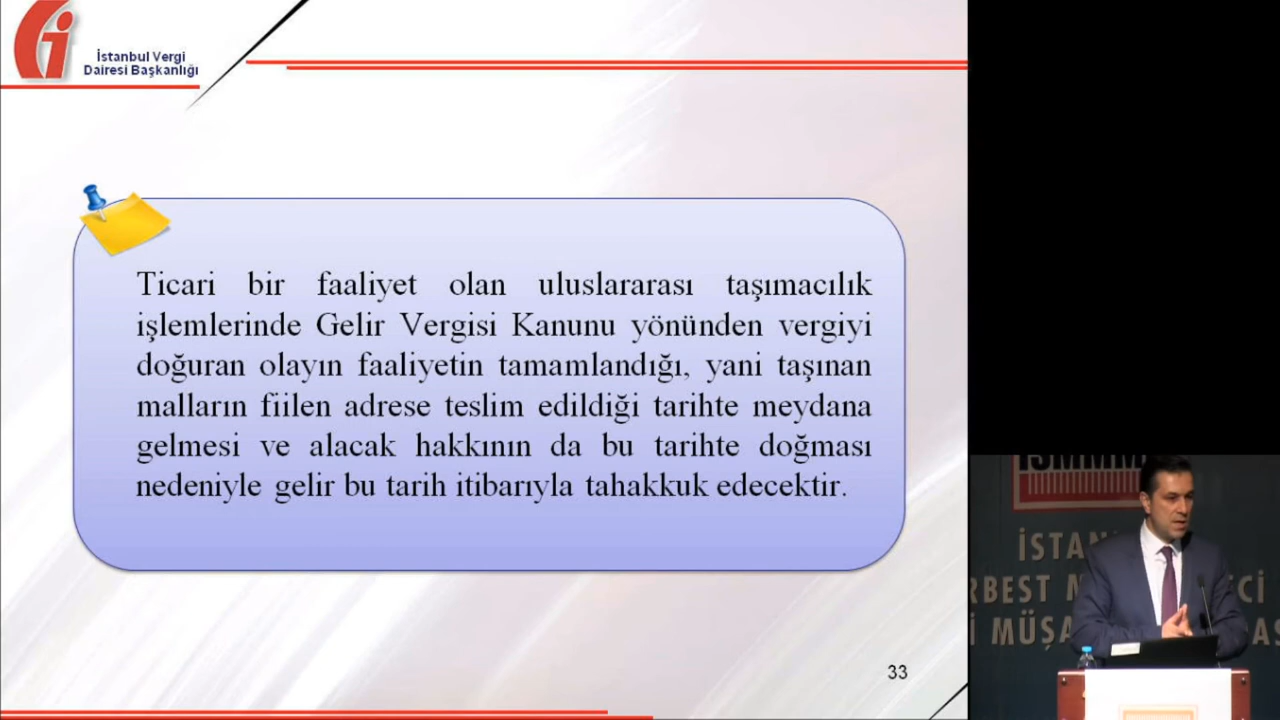 İstanbul Vergi
Dairesi Başkanlığı
Ticari bir faaliyet olan uluslararası taşımacılık
işlemlerinde Gelir Vergisi Kanunu yönünden vergiyi
doğuran olayın faaliyetin tamamlandığı, yani taşınan
malların fiilen adrese teslim edildiği tarihte meydana
gelmesi ve alacak hakkının da bu tarihte doğması
nedeniyle gelir bu tarih itibarıyla tahakkuk edecektir.
33
İSMMM
İSTAN
RBEST M Cİ
İ MÜŞA AS